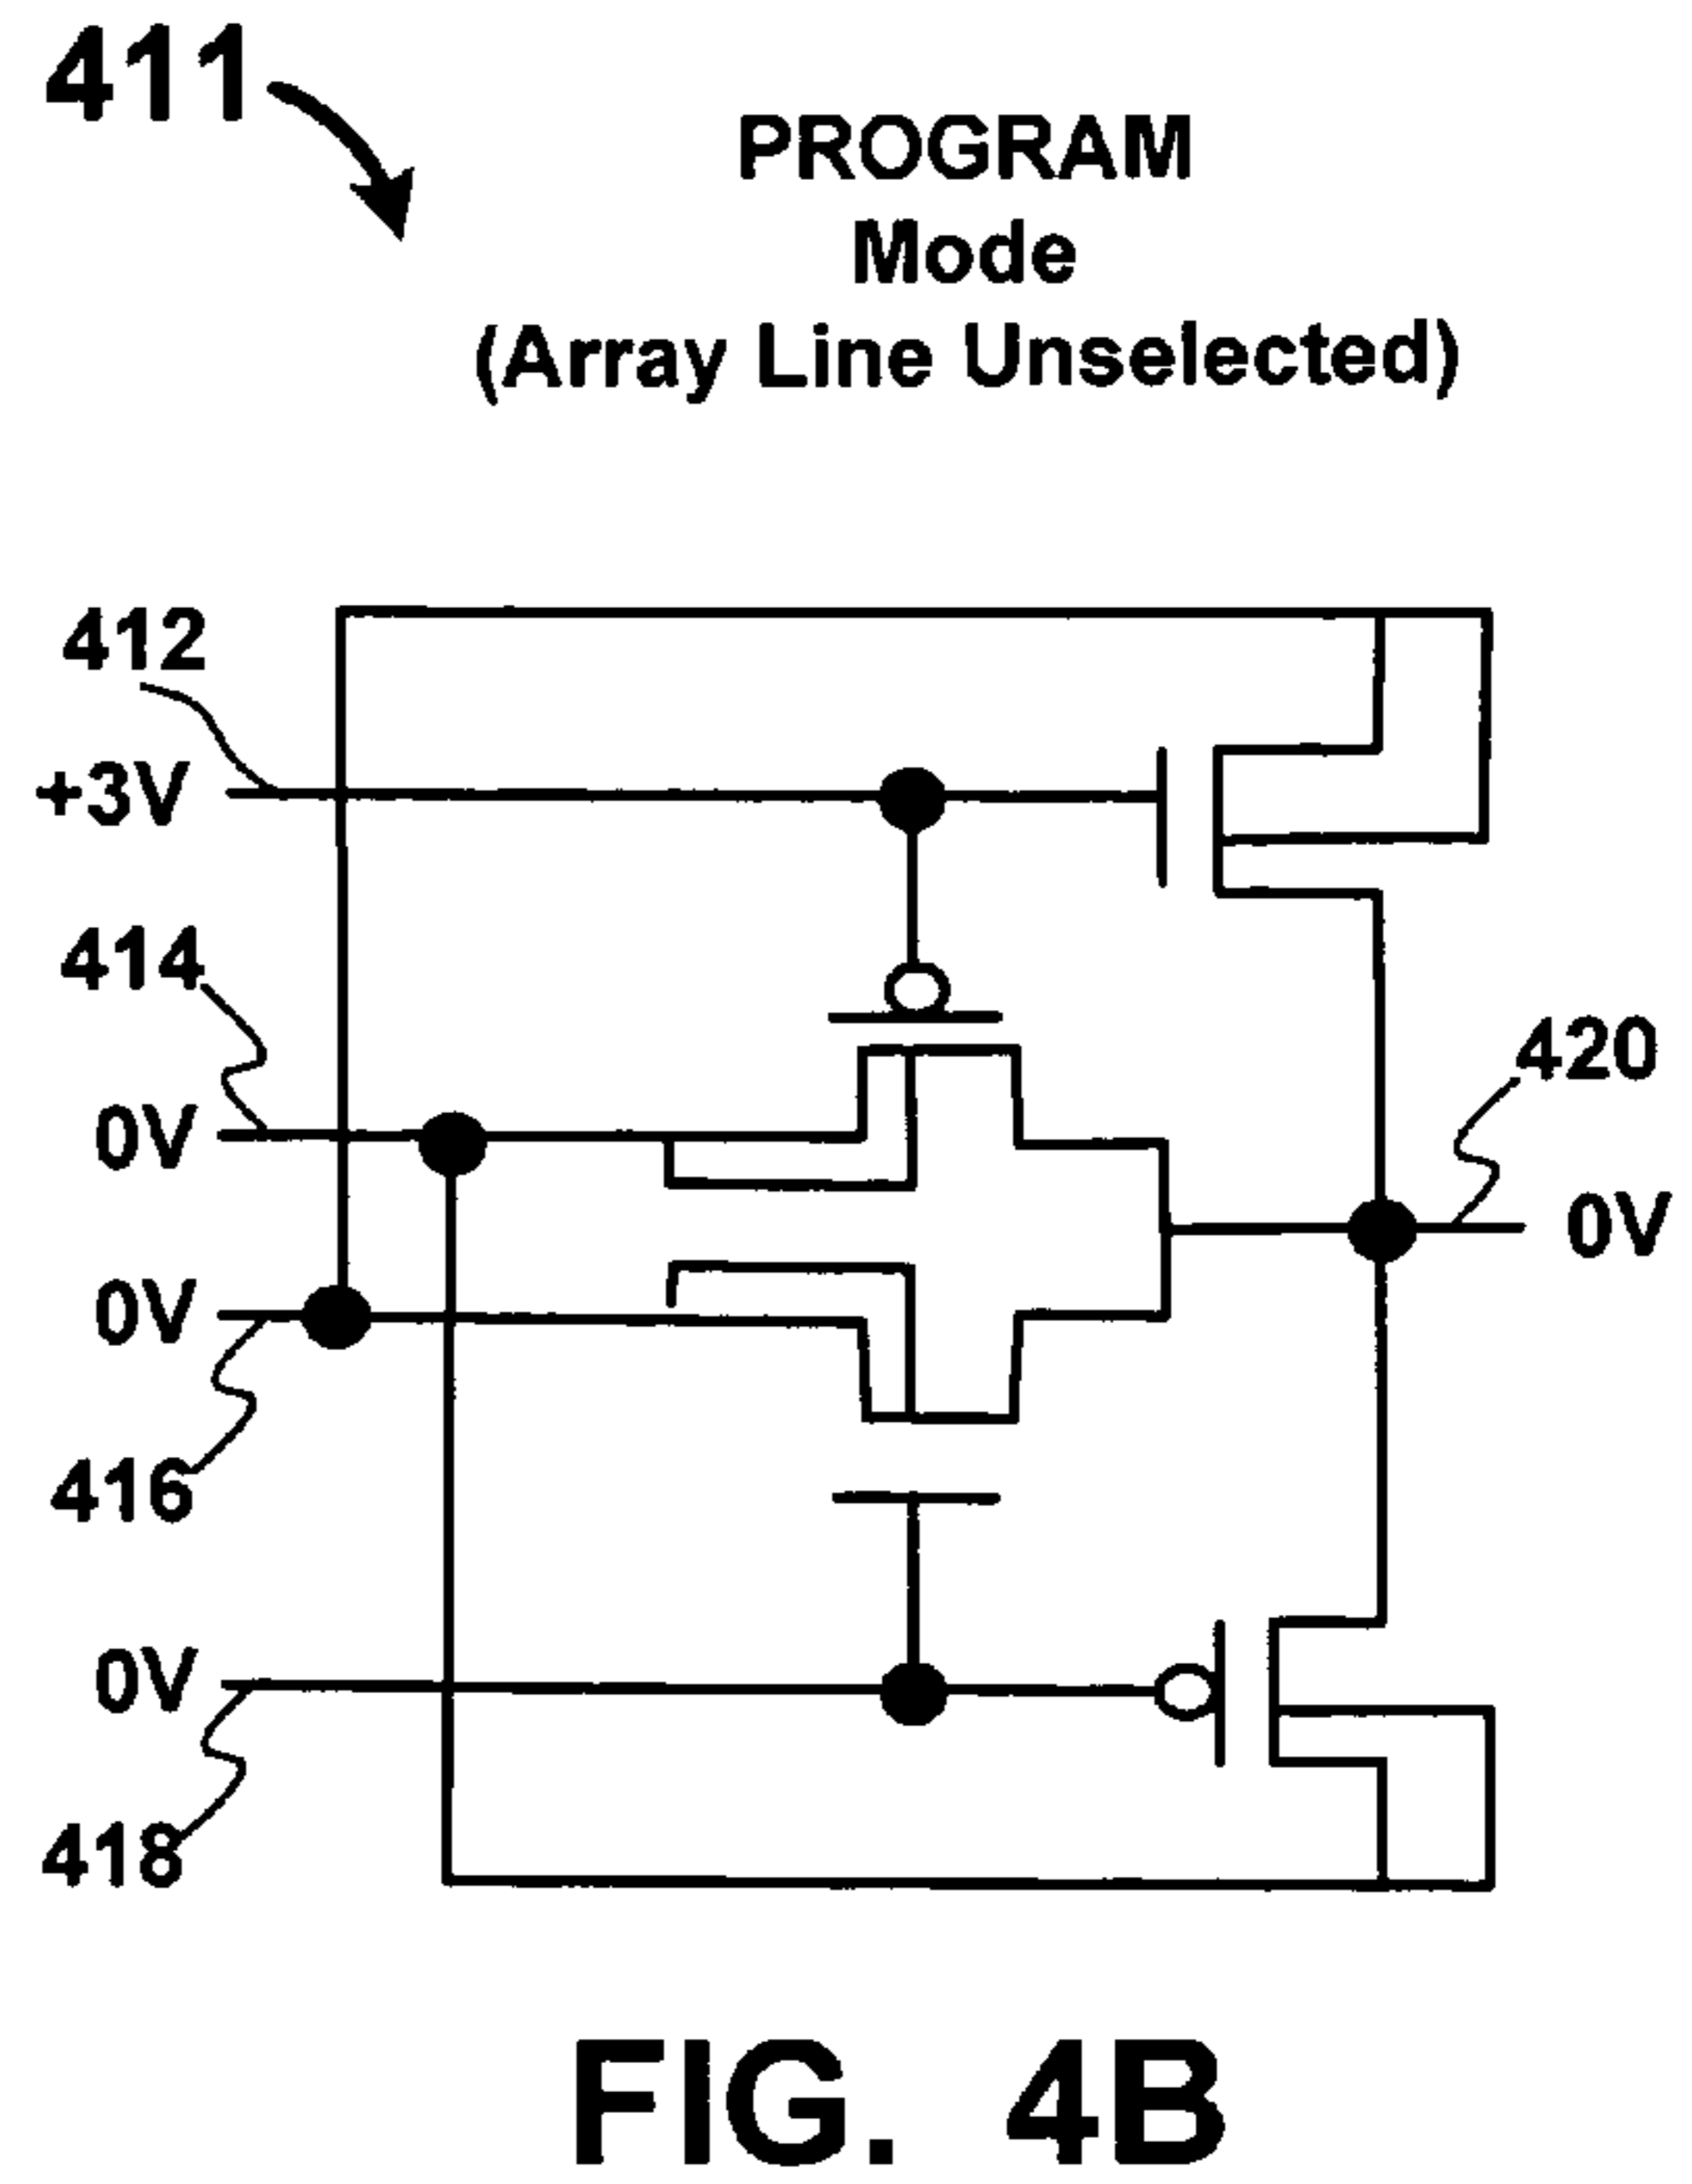 411
PROGRAM
Mode
(Array Line Unselected)
412
+3V
414
0V
420
0V
0V
416
0V
418
FIG. 4B